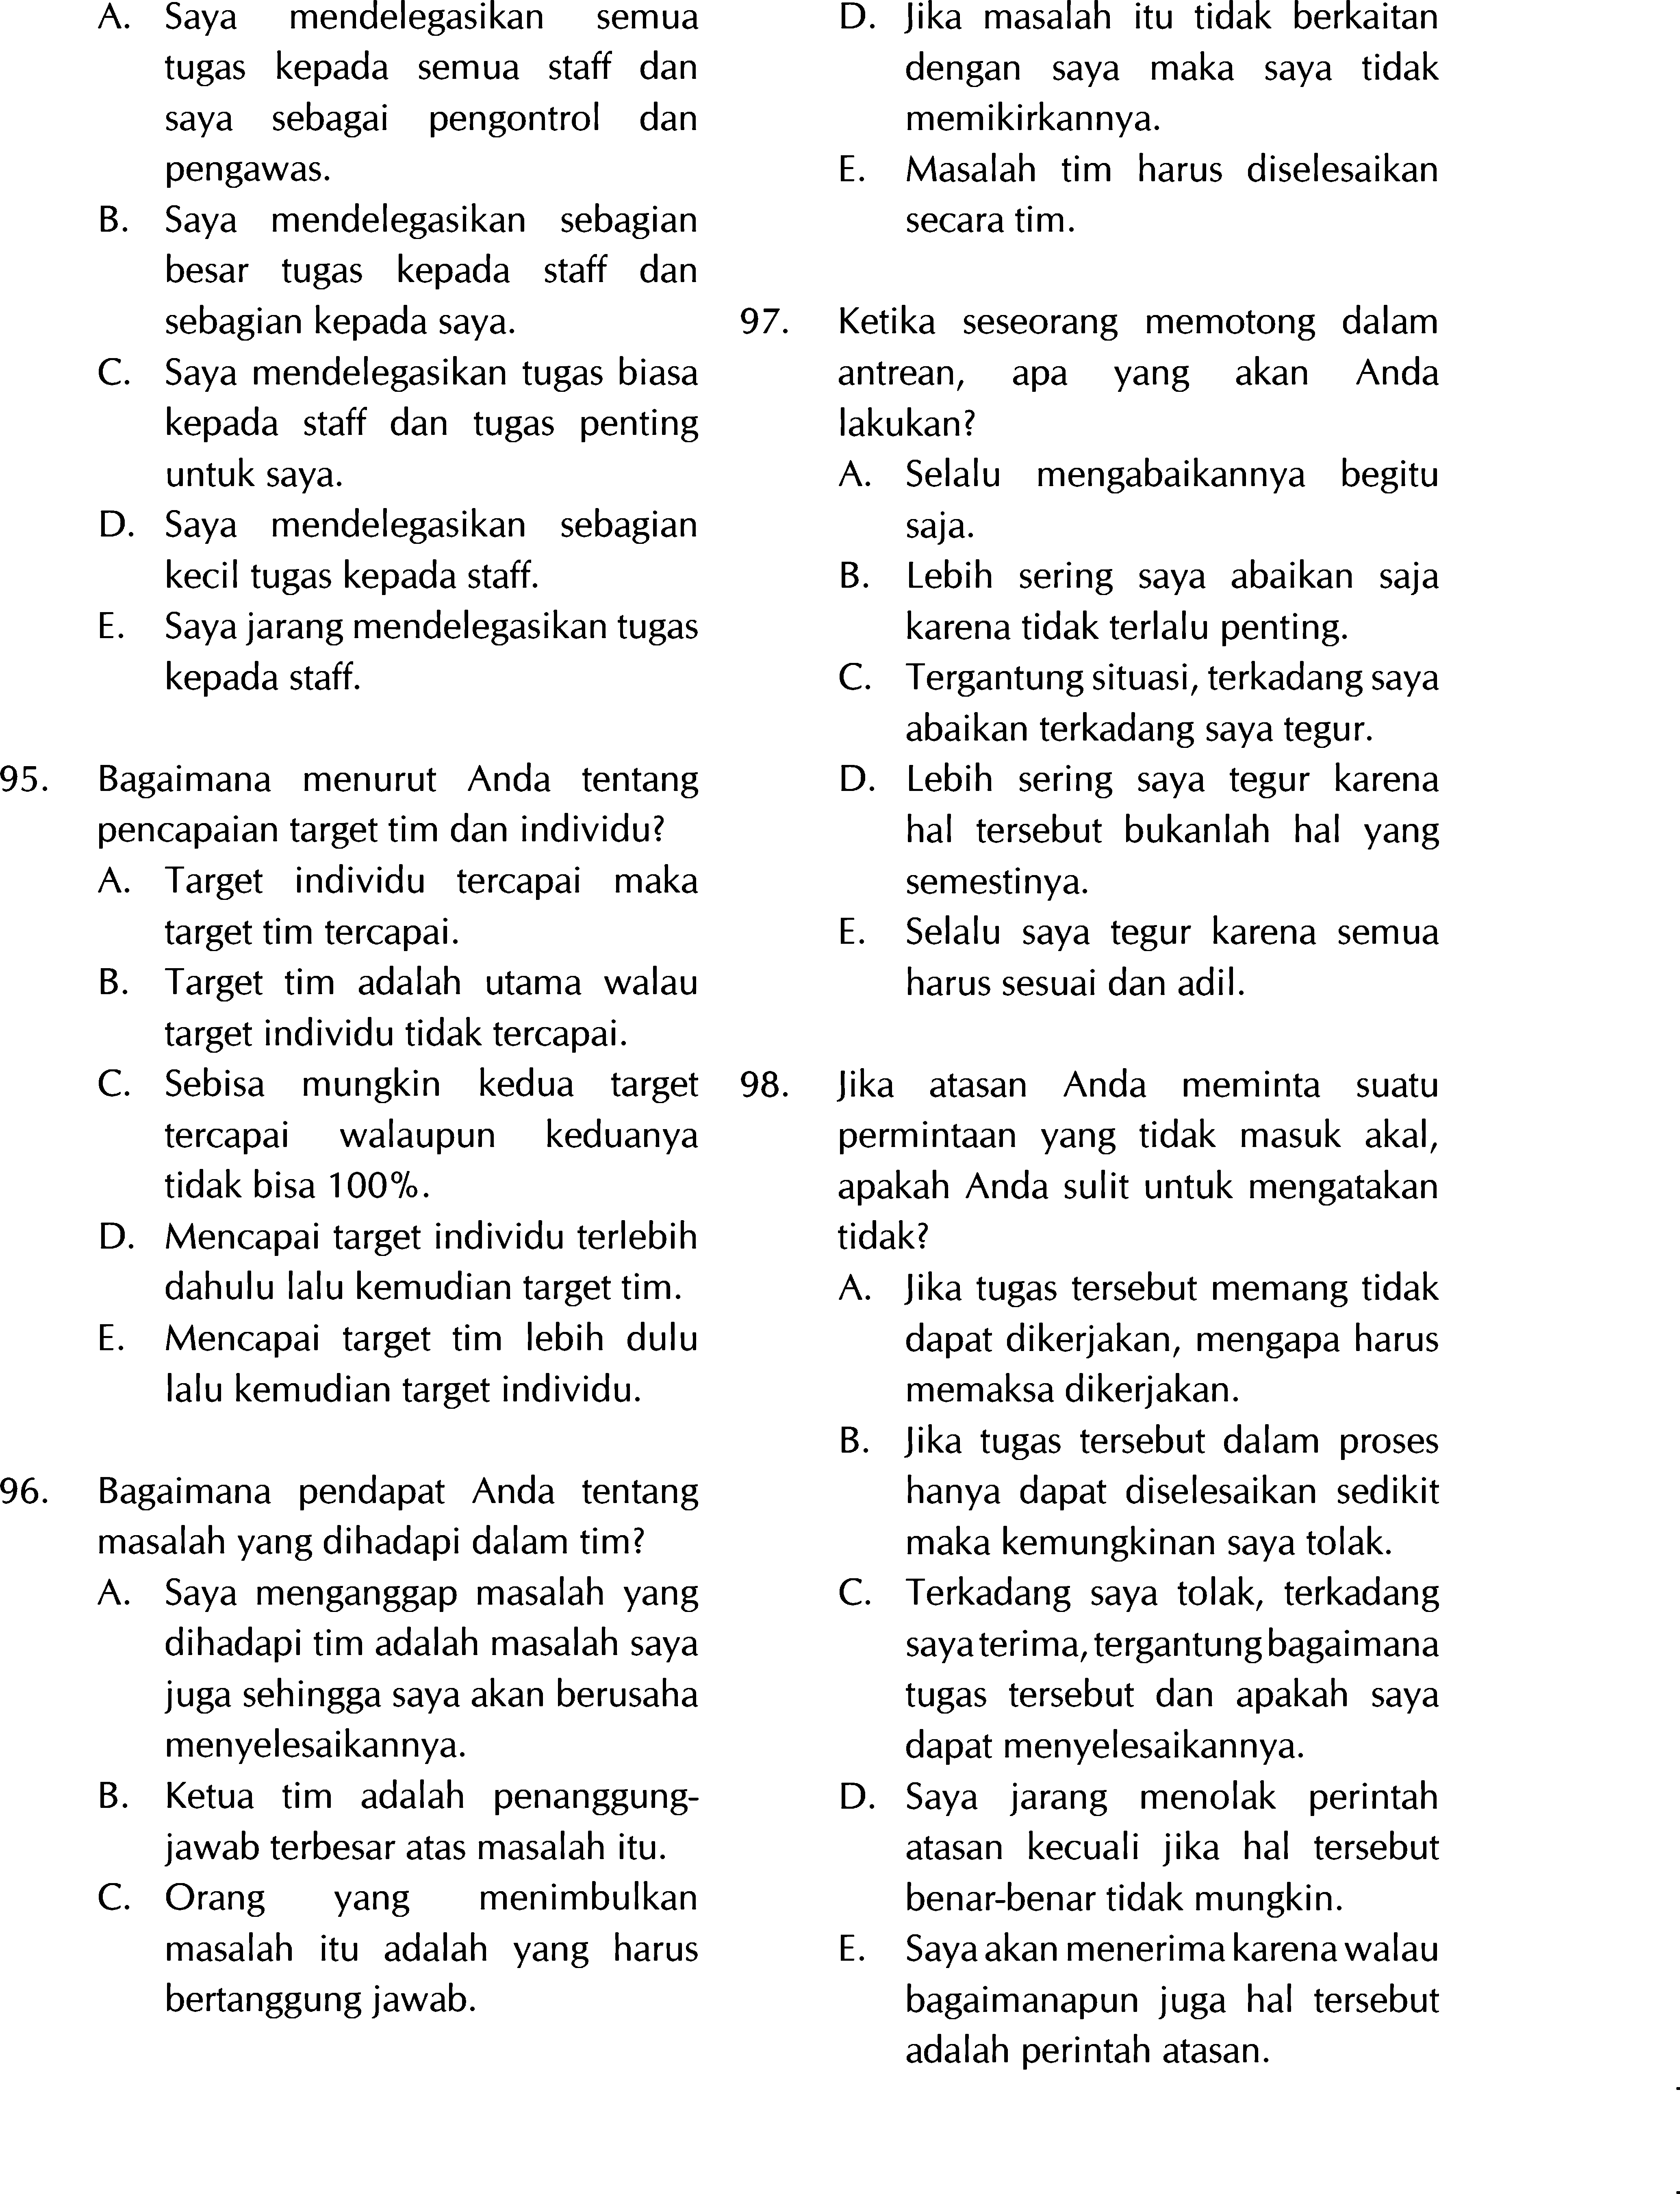 A. Saya mendelegasikan semua
tugas kepada semua staff dan
saya sebagai pengontrol dan
pengawas.
B. Saya mendelegasikan sebagian
besar tugas kepada staff dan
sebagian kepada saya.
C. Saya mendelegasikan tugas biasa
kepada staff dan tugas penting
untuk saya.
D. Saya mendelegasikan sebagian
kecil tugas kepada staff.
E. Saya jarang mendelegasikan tugas
kepada staff.
95. Bagaimana menurut Anda tentang
pencapaian target tim dan individu?
A. Target individu tercapai maka
target tim tercapai.
B. Target tim adalah utama walau
target individu tidak tercapai.
C. Sebisa mungkin kedua target
tercapai walaupun keduanya
tidak bisa 100%.
D. Mencapai target individu terlebih
dahulu lalu kemudian target tim.
E. Mencapai target tim lebih dulu
lalu kemudian target individu.
96. Bagaimana pendapat Anda tentang
masalah yang dihadapi dalam tim?
A. Saya menganggap masalah yang
dihadapi tim adalah masalah saya
juga sehingga saya akan berusaha
menyelesaikannya.
B. Ketua tim adalah penanggung-
jawab terbesar atas masalah itu.
C. Orang yang menimbulkan
masalah itu adalah yang harus
bertanggung jawab.
D. Jika masalah itu tidak berkaitan
dengan saya maka saya tidak
memikirkannya.
E. Masalah tim harus diselesaikan
secara tim.
97. Ketika seseorang memotong dalam
antrean, apa yang akan Anda
lakukan?
A. Selalu mengabaikannya begitu
saja.
B. Lebih sering saya abaikan saja
karena tidak terlalu penting.
C. Tergantung situasi, terkadang saya
abaikan terkadang saya tegur.
D. Lebih sering saya tegur karena
hal tersebut bukanlah hal yang
semestinya.
E. Selalu saya tegur karena semua
harus sesuai dan adil.
98. Jika atasan Anda meminta suatu
permintaan yang tidak masuk akal,
apakah Anda sulit untuk mengatakan
tidak?
A. Jika tugas tersebut memang tidak
dapat dikerjakan, mengapa harus
memaksa dikerjakan.
B. Jika tugas tersebut dalam proses
hanya dapat diselesaikan sedikit
maka kemungkinan saya tolak.
C. Terkadang saya tolak, terkadang
saya terima, tergantung bagaimana
tugas tersebut dan apakah saya
dapat menyelesaikannya.
D. Saya jarang menolak perintah
atasan kecuali jika hal tersebut
benar-benar tidak mungkin.
E. Saya akan menerima karena walau
bagaimanapun juga hal tersebut
adalah perintah atasan.